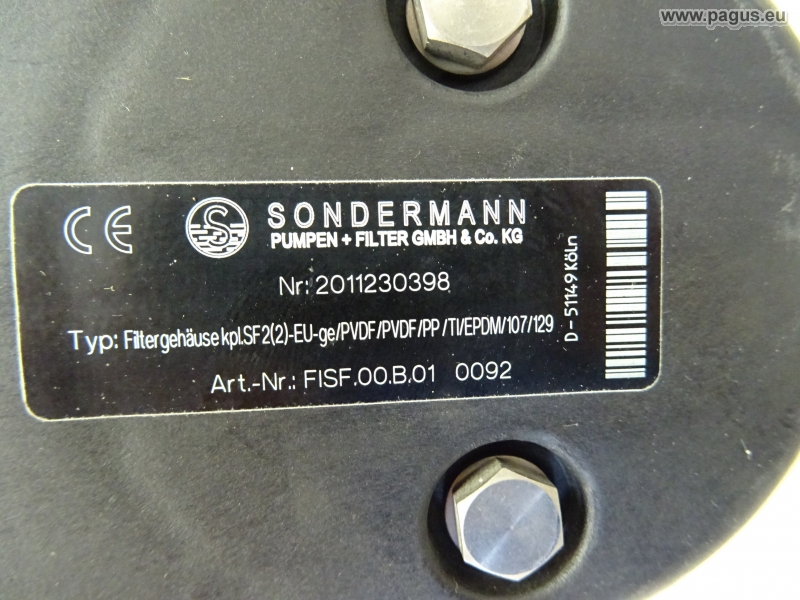 www.pagus.eu
CE
S
SONDERMANN
PUMPEN + FILTER GMBH & Co. KG
Nr: 2011230398
Typ: Filtergehäuse kpl.SF2(2)-EU-ge/PVDF/PVDF/PP/TI/EPDM/107/129
Art.-Nr.: FISF.00.B.01 0092
D-51149 Köln